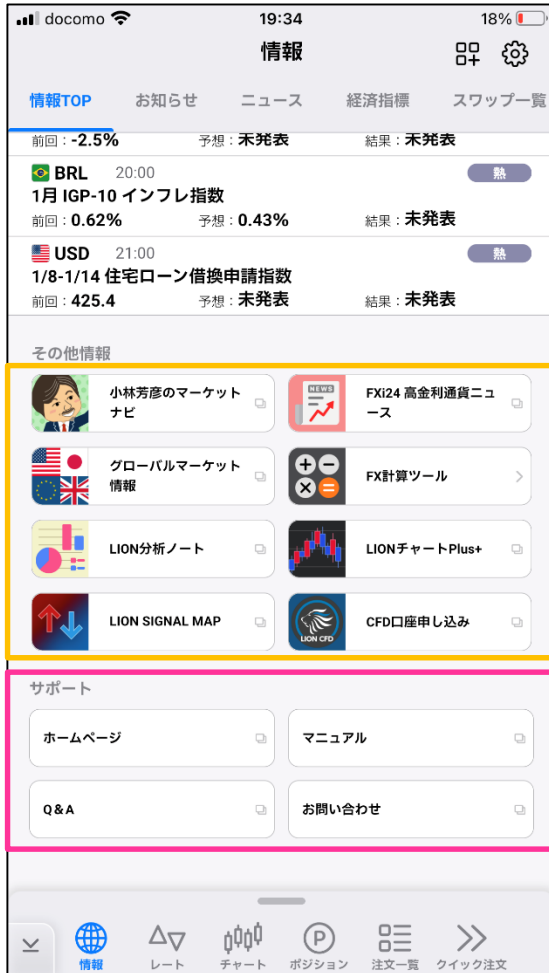 docomo 19:34 18%
情報
情報TOP お知らせ ニュース 経済指標 スワップ一覧
前回：-2.5% 予想：未発表 結果：未発表
BRL 20:00 熱
1月 IGP-10 インフレ指数
前回：0.62% 予想：0.43% 結果：未発表
USD 21:00 熱
1/8-1/14 住宅ローン借換申請指数
前回：425.4 予想：未発表 結果：未発表
その他情報
小林芳彦のマーケット
ナビ
NEWS
FXi24 高金利通貨ニュ
ース
グローバルマーケット
情報
FX計算ツール
LION分析ノート
LIONチャートPlus+
LION SIGNAL MAP
LION CFD
CFD口座申し込み
サポート
ホームページ
マニュアル
Q&A
お問い合わせ
情報 レート チャート P ポジション 注文一覧 クイック注文